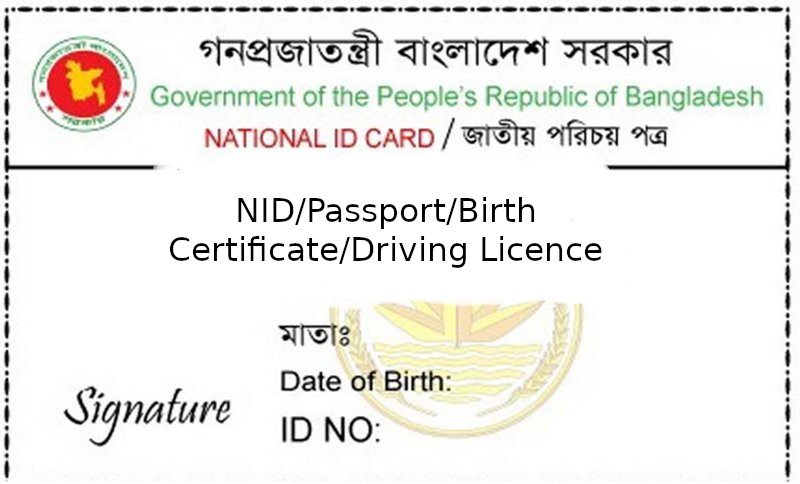 গনপ্রজাতন্ত্রী বাংলাদেশ সরকার
Government of the People's Republic of Bangladesh
NATIONAL ID CARD / জাতীয় পরিচয় পত্র
NID/Passport/Birth
Certificate/Driving Licence
মাতাঃ
Date of Birth:
Signature
ID NO: